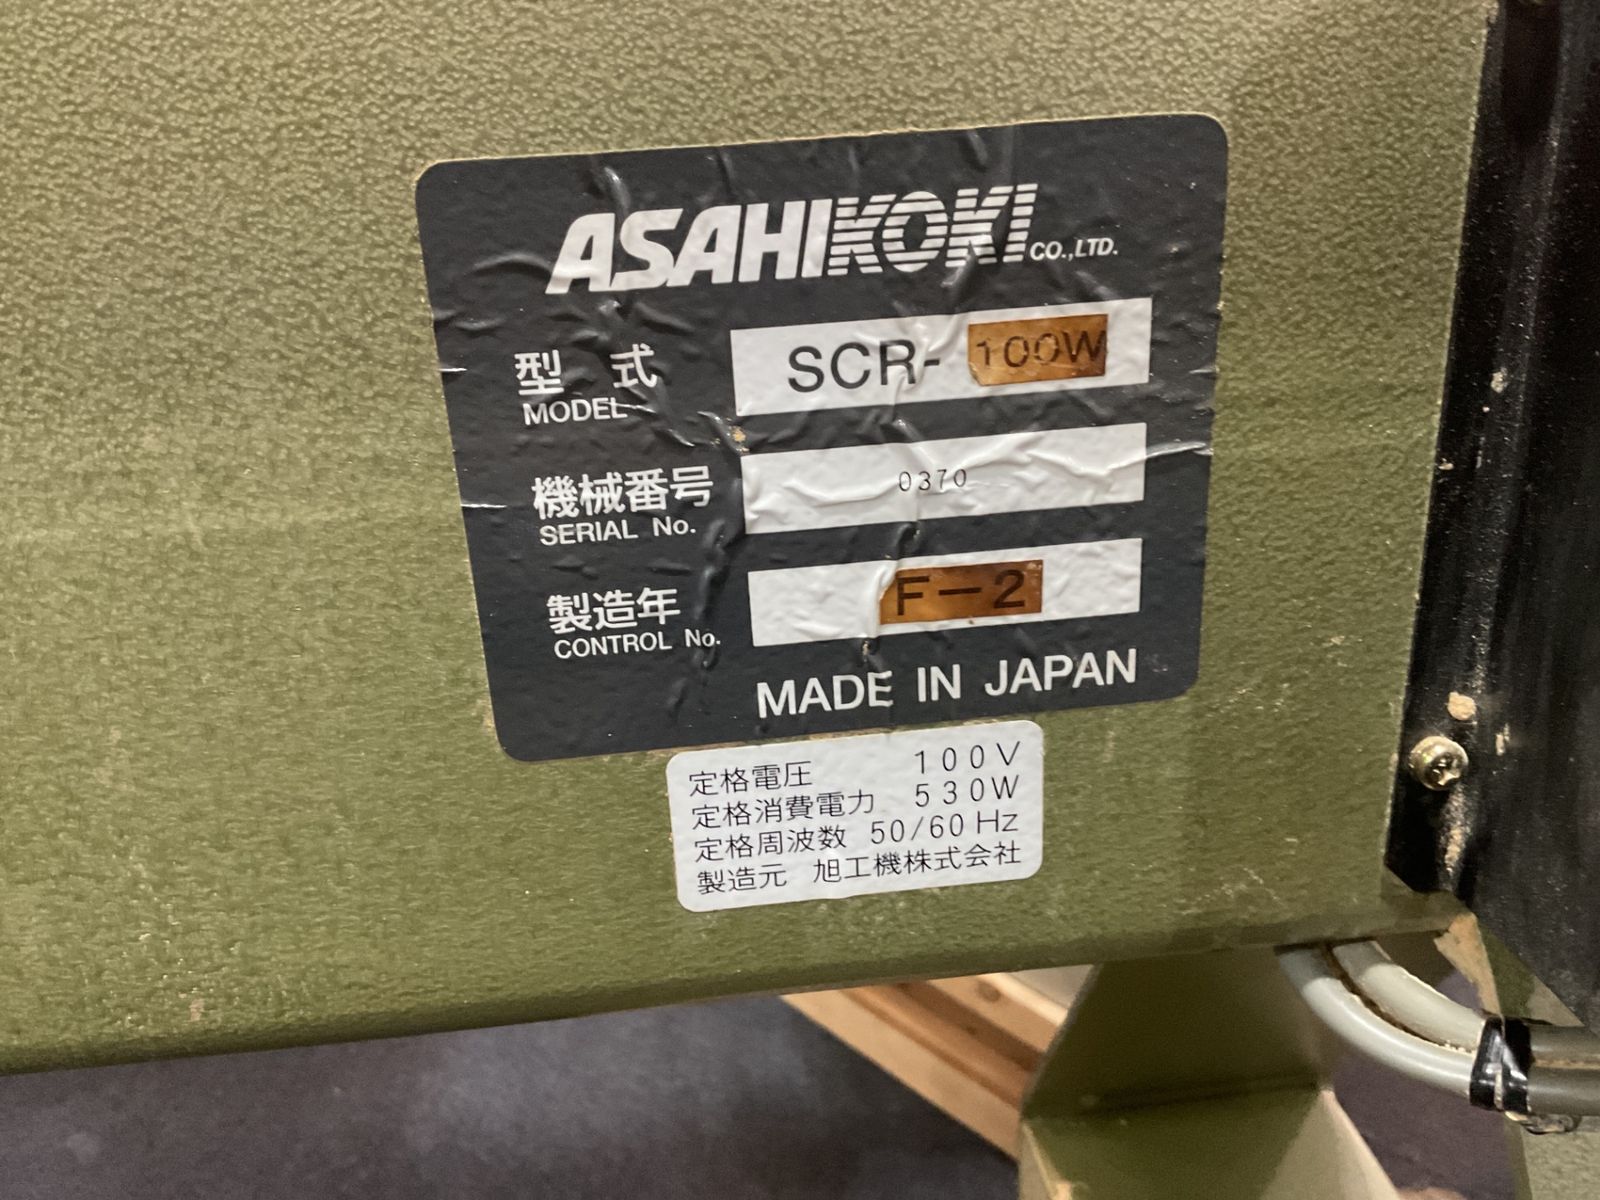 ASAHIKOKI CO.,LTD.
型式 SCR-100W
MODEL
機械番号 0370
SERIAL No.
製造年 F-2
CONTROL No.
MADE IN JAPAN
定格電圧 100V
定格消費電力 530W
定格周波数 50/60Hz
製造元 旭工機株式会社